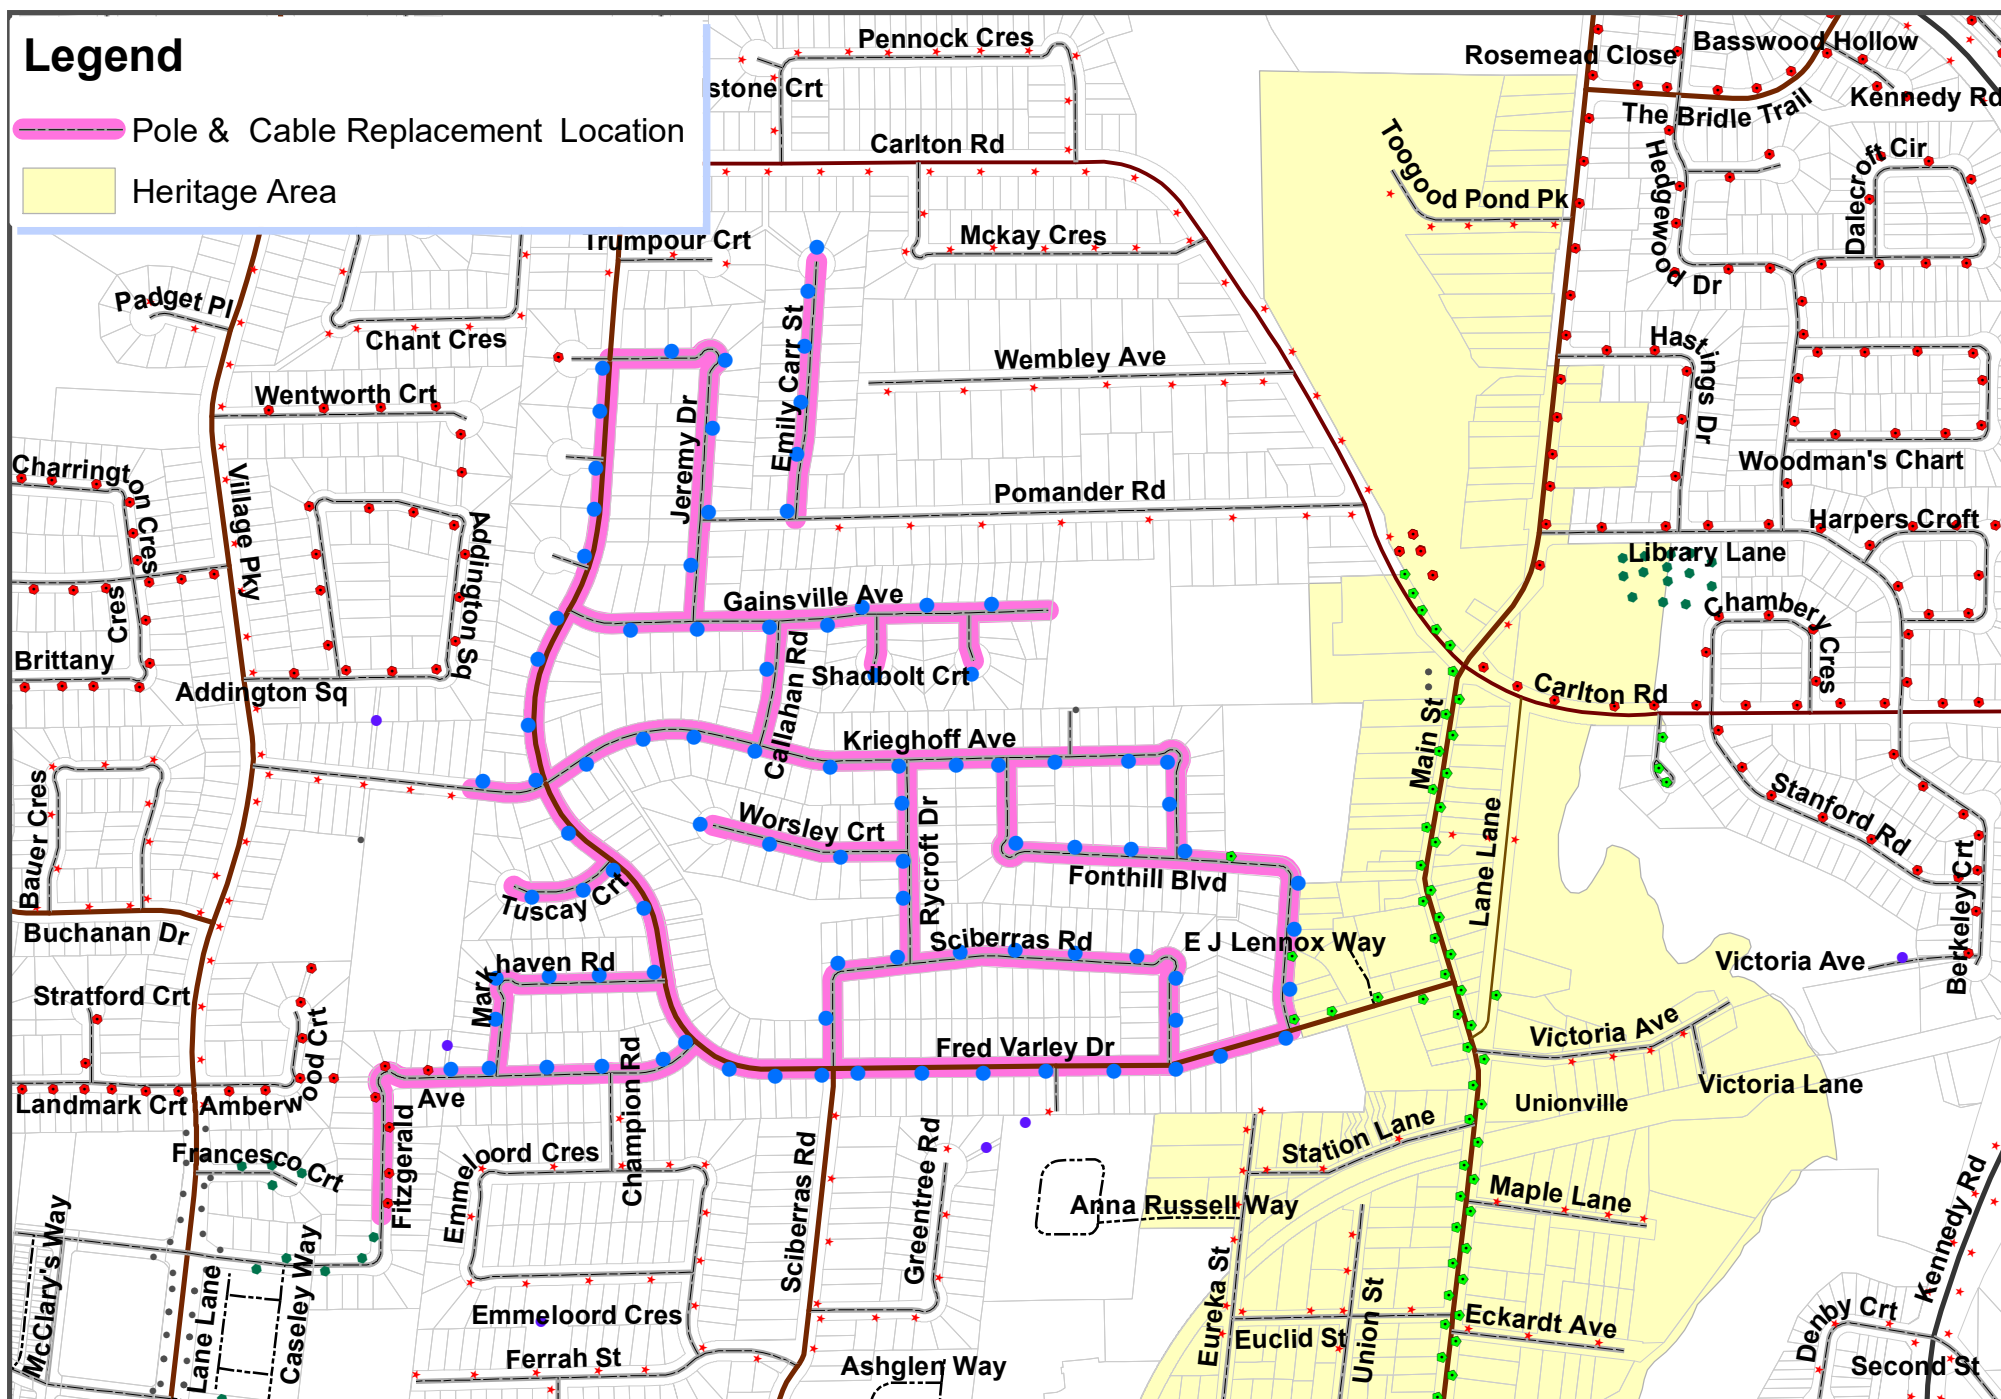 Legend
Pole & Cable Replacement Location
Heritage Area
Pennock Cres
stone Crt
Carlton Rd
Rosemead Close
Basswood Hollow
Kennedy Rd
The Bridle Trail
Toogood Pond Pk
Hedgewood Dr
Dalecroft Cir
Trumpour Crt
Mckay Cres
Padget Pl
Chant Cres
Emily Carr St
Wembley Ave
Hastings Dr
Wentworth Crt
Jeremy Dr
Charrington Cres
Village Pky
Woodman's Chart
Pomander Rd
Harpers Croft
Addington Sq
Library Lane
Cres
Gainsville Ave
Chambery Cres
Brittany
Addington Sq
Callahan Rd
Shadbolt Crt
Carlton Rd
Main St
Krieghoff Ave
Bauer Cres
Worsley Crt
Rycroft Dr
Lane Lane
Stanford Rd
Tuscay Crt
Fonthill Blvd
Berkeley Crt
Buchanan Dr
Sciberras Rd
E J Lennox Way
Victoria Ave
Markhaven Rd
Stratford Crt
Victoria Ave
Fred Varley Dr
Amberwood Crt
Champion Rd
Landmark Crt
Ave
Fitzgerald
Victoria Lane
Unionville
Station Lane
Francesco Crt
Emmeloord Cres
Sciberras Rd
Greentree Rd
Anna Russell Way
Maple Lane
Kennedy Rd
McClary's Way
Lane Lane
Caseley Way
Emmeloord Cres
Eureka St
Euclid St
Union St
Eckardt Ave
Denby Crt
Ferrah St
Ashglen Way
Second St